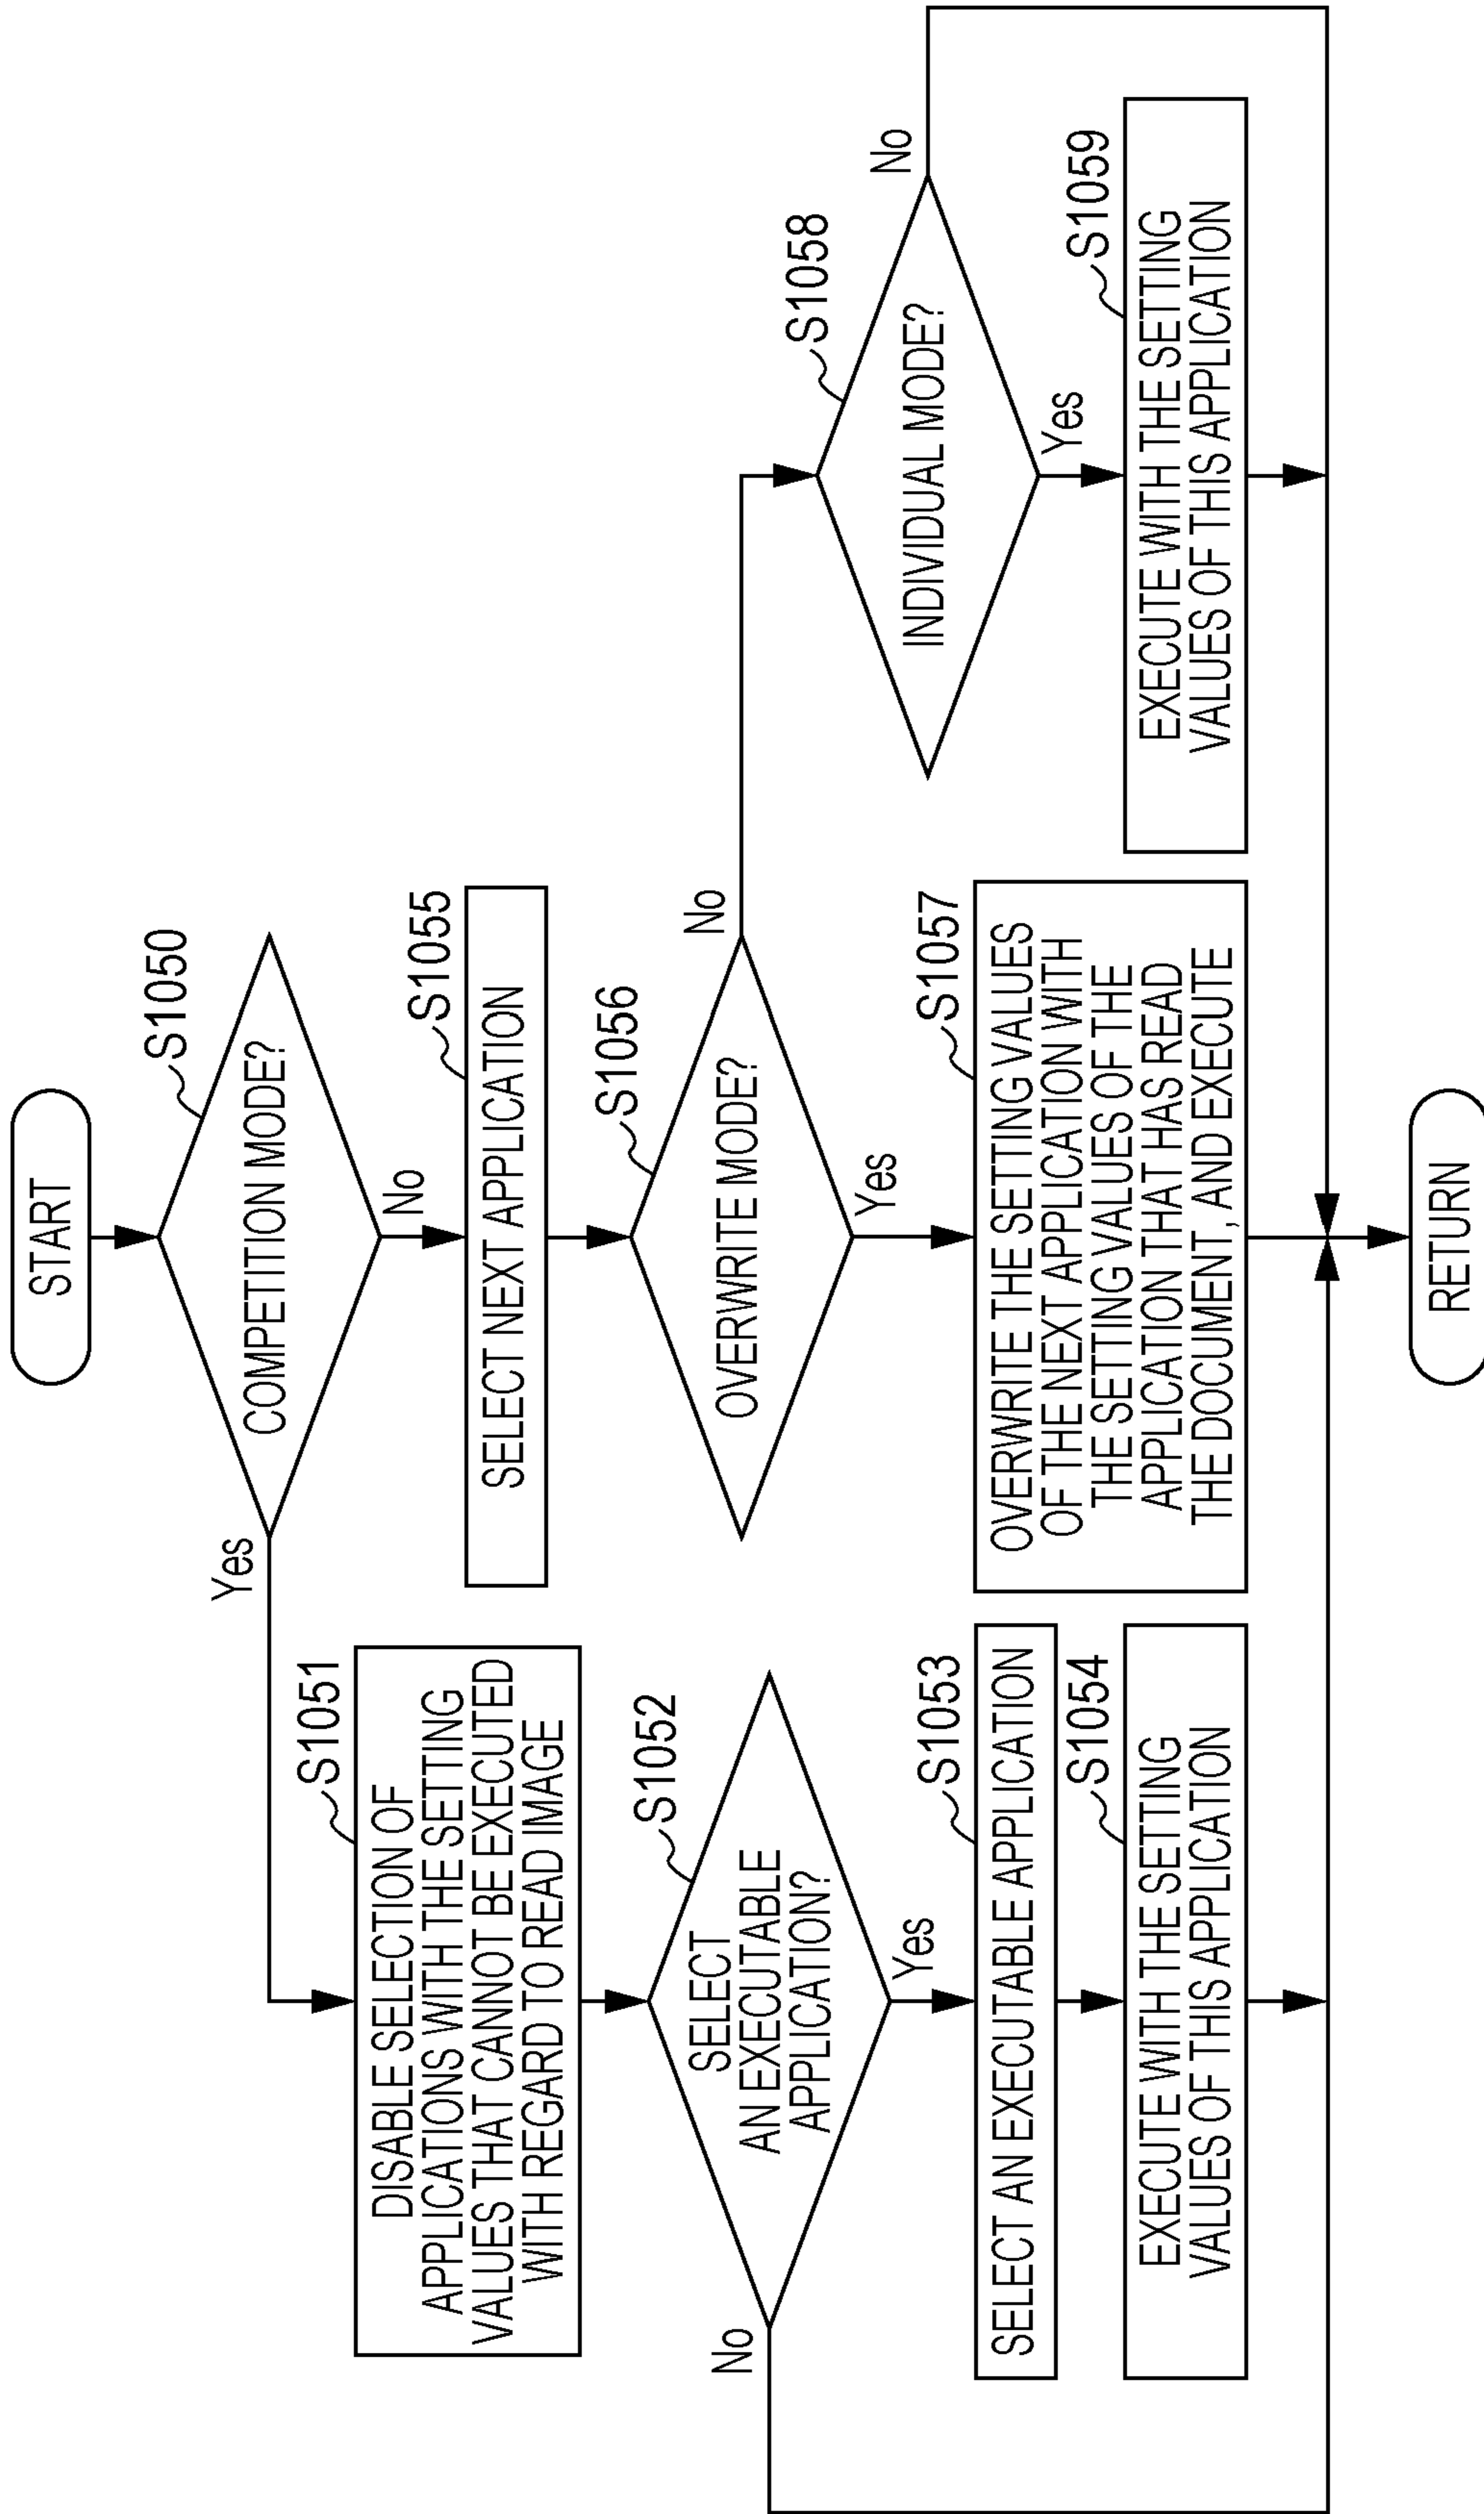 START
S1050
COMPETITION MODE?
Yes
No
S1051
DISABLE SELECTION OF
APPLICATIONS WITH THE SETTING
VALUES THAT CANNOT BE EXECUTED
WITH REGARD TO READ IMAGE
S1052
SELECT
AN EXECUTABLE
APPLICATION?
No
Yes
S1053
SELECT AN EXECUTABLE APPLICATION
S1054
EXECUTE WITH THE SETTING
VALUES OF THIS APPLICATION
S1055
SELECT NEXT APPLICATION
S1056
OVERWRITE MODE?
No
Yes
S1057
OVERWRITE THE SETTING VALUES
OF THE NEXT APPLICATION WITH
THE SETTING VALUES OF THE
APPLICATION THAT HAS READ
THE DOCUMENT, AND EXECUTE
S1058
INDIVIDUAL MODE?
No
Yes
S1059
EXECUTE WITH THE SETTING
VALUES OF THIS APPLICATION
RETURN